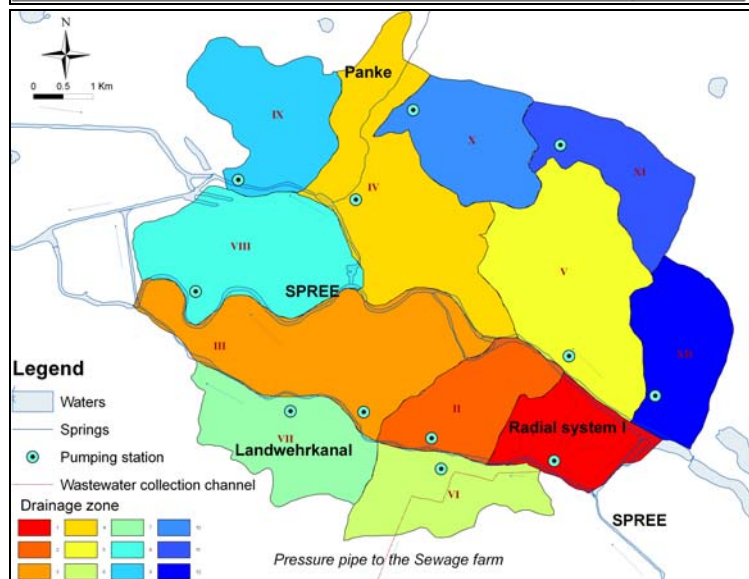 N
0 0.5 1 Km
Panke
IX
X
XI
IV
VIII
V
SPREE
III
II
Radial system I
VII
Landwehrkanal
VI
SPREE
Pressure pipe to the Sewage farm
Legend
Waters
Springs
Pumping station
Wastewater collection channel
Drainage zone